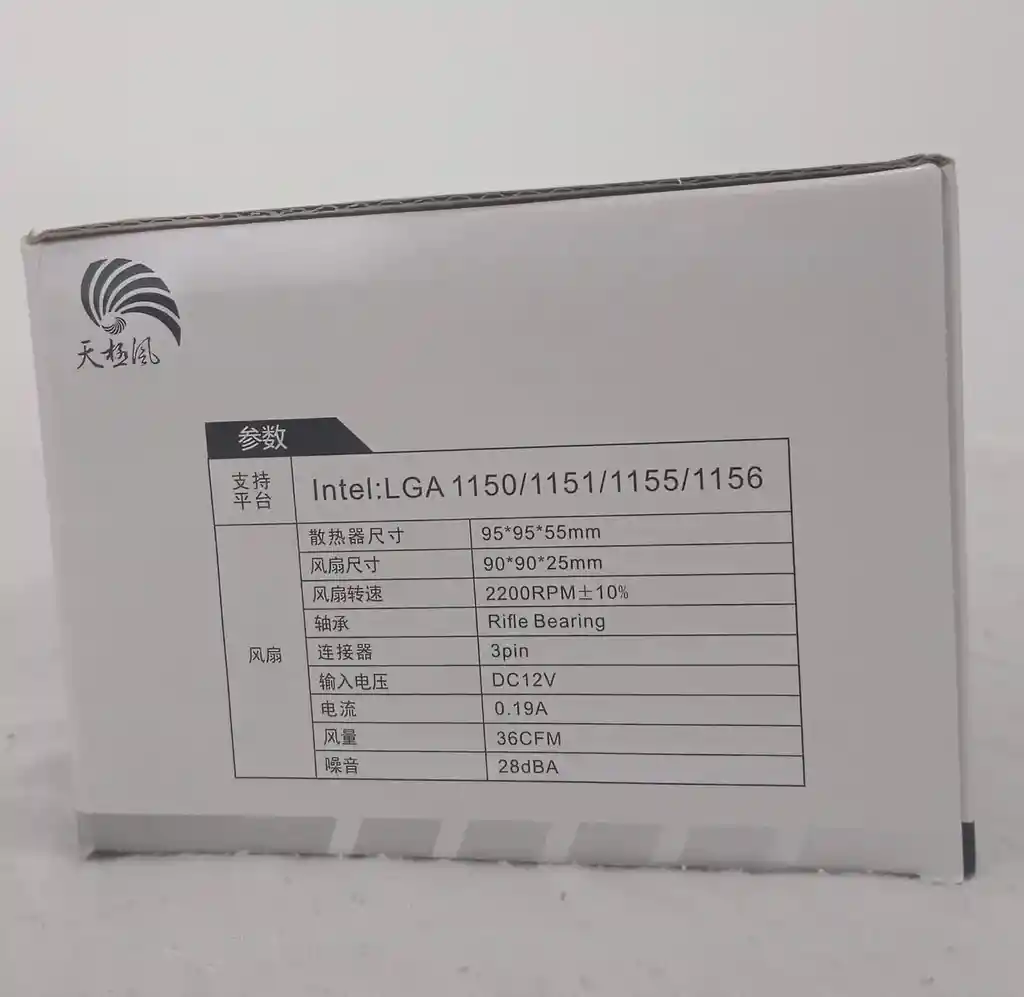 天极风
参数
支持平台 Intel:LGA 1150/1151/1155/1156
风扇
散热器尺寸 95*95*55mm
风扇尺寸 90*90*25mm
风扇转速 2200RPM±10%
轴承 Rifle Bearing
连接器 3pin
输入电压 DC12V
电流 0.19A
风量 36CFM
噪音 28dBA